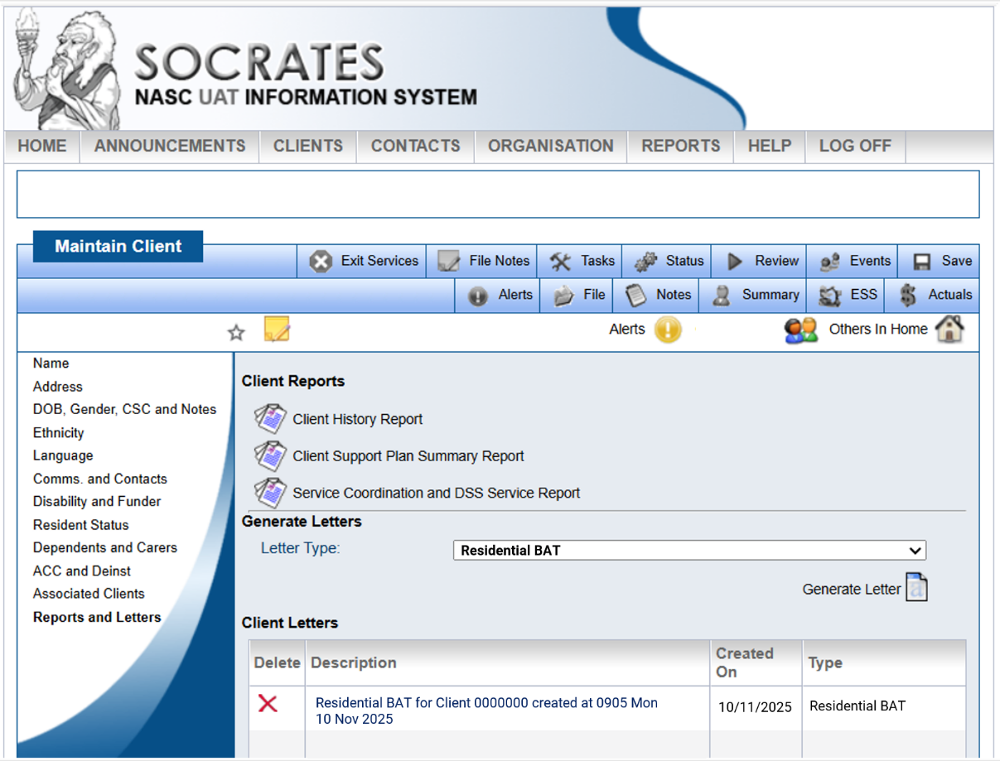 SOCRATES
NASC UAT INFORMATION SYSTEM
HOME ANNOUNCEMENTS CLIENTS CONTACTS ORGANISATION REPORTS HELP LOG OFF
Maintain Client
Exit Services File Notes Tasks Status Review Events Save
Alerts File Notes Summary ESS Actuals
Alerts Others In Home
Name
Address
DOB, Gender, CSC and Notes
Ethnicity
Language
Comms. and Contacts
Disability and Funder
Resident Status
Dependents and Carers
ACC and Deinst
Associated Clients
Reports and Letters
Client Reports
Client History Report
Client Support Plan Summary Report
Service Coordination and DSS Service Report
Generate Letters
Letter Type: Residential BAT
Generate Letter
Client Letters
Delete Description Created On Type
Residential BAT for Client 0000000 created at 0905 Mon
10 Nov 2025
10/11/2025 Residential BAT